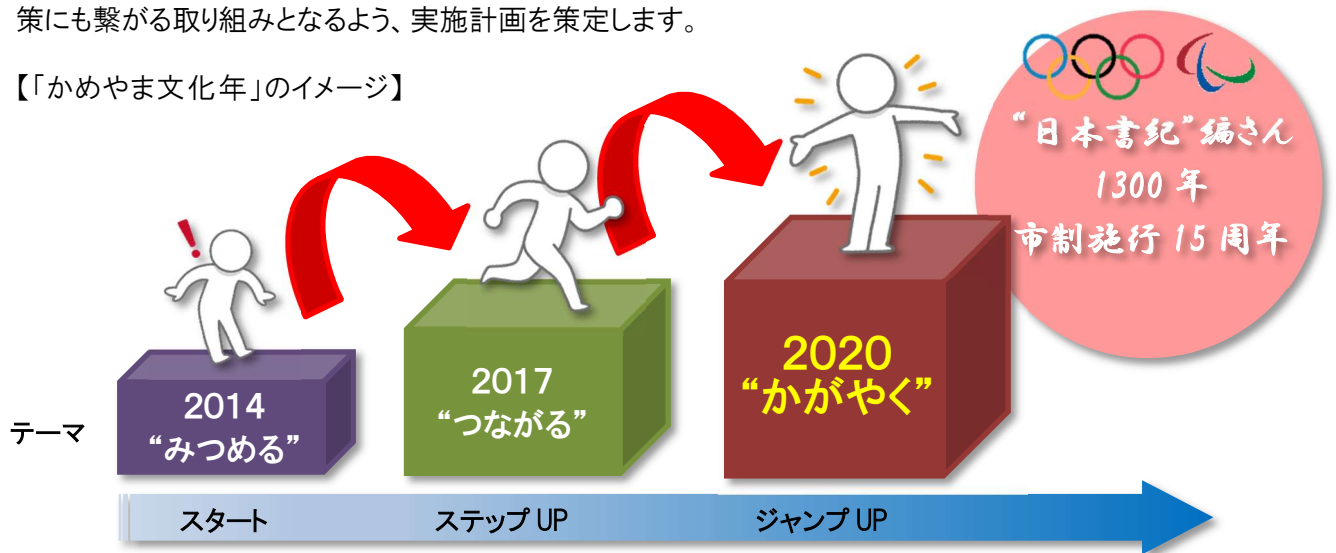 策にも繋がる取り組みとなるよう、実施計画を策定します。
【「かめやま文化年」のイメージ】
“日本書紀”編さん
1300年
市制施行15周年
テーマ
2014
“みつめる”
2017
“つながる”
2020
“かがやく”
スタート
ステップUP
ジャンプUP